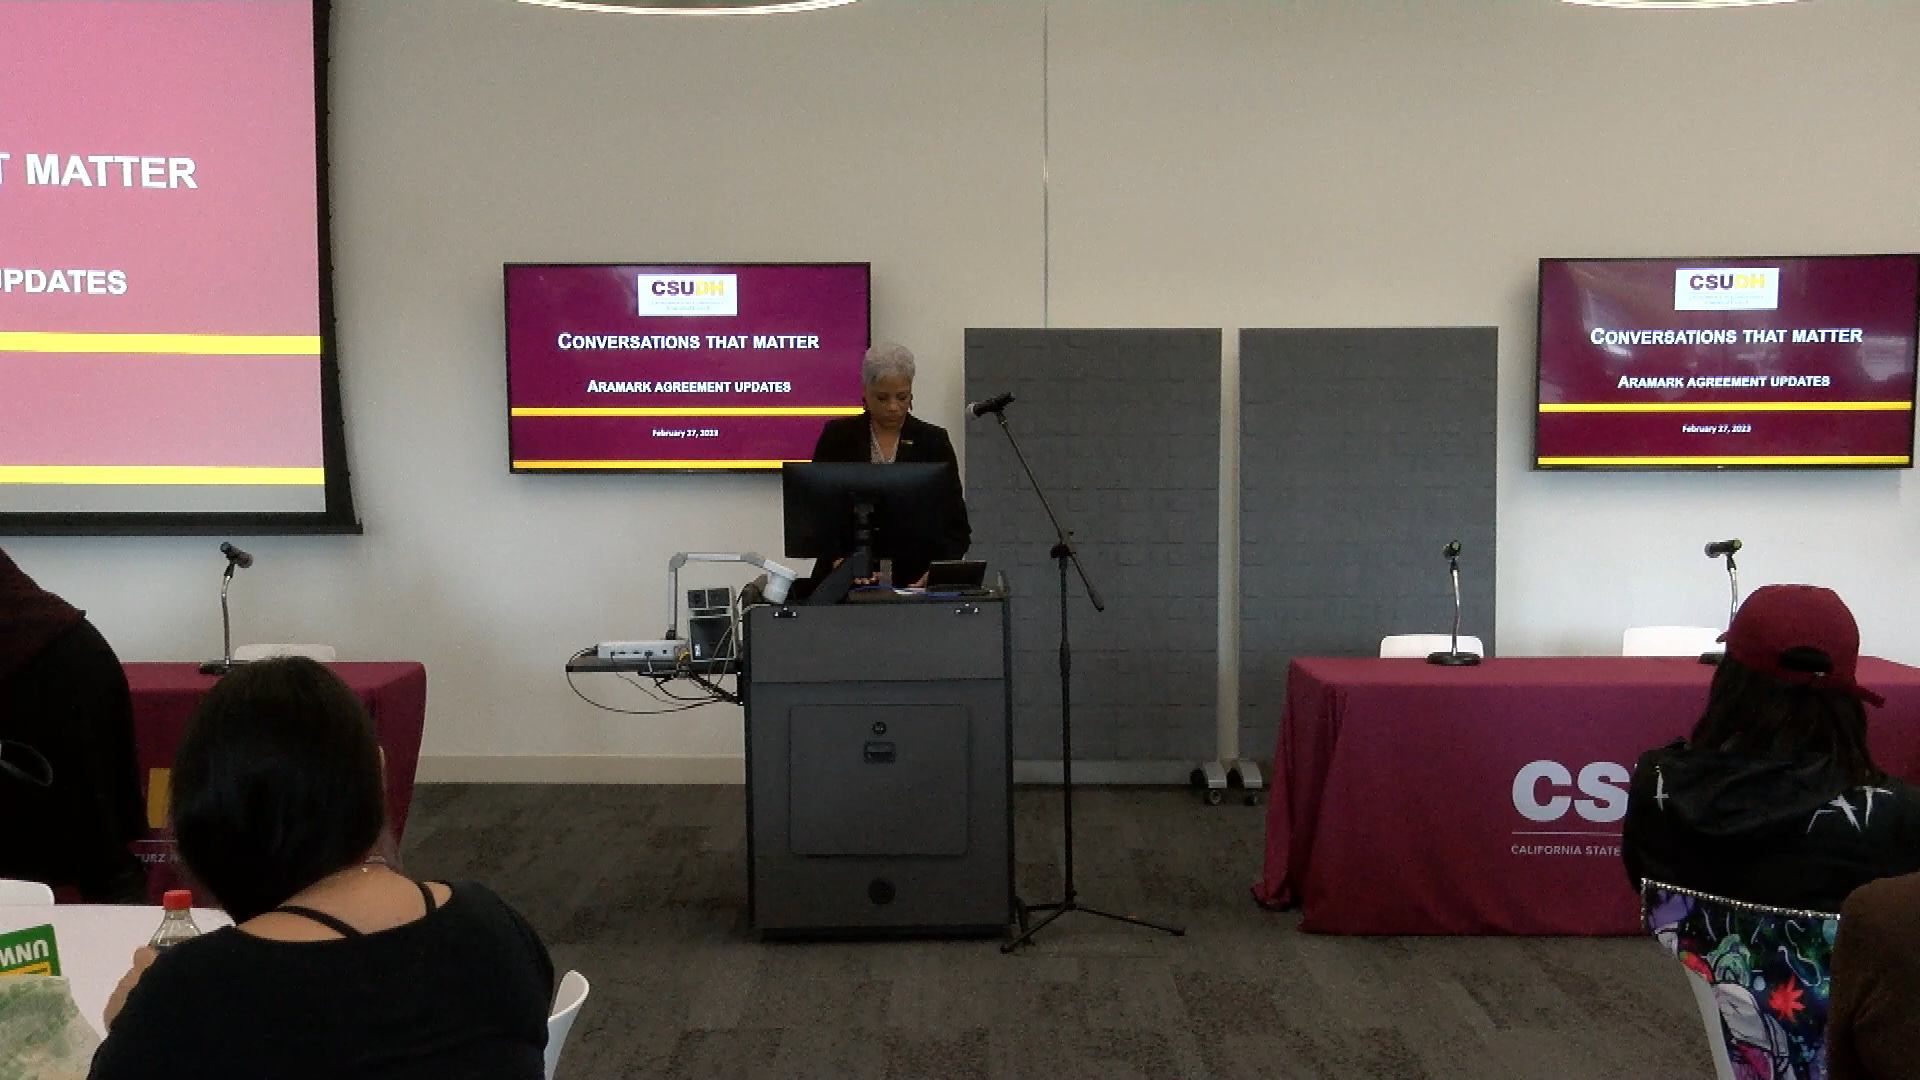 T MATTER
UPDATES
CSUDH
CONVERSATIONS THAT MATTER
ARAMARK AGREEMENT UPDATES
February 27, 2023
CSUDH
CONVERSATIONS THAT MATTER
ARAMARK AGREEMENT UPDATES
February 27, 2023
CS
CALIFORNIA STATE